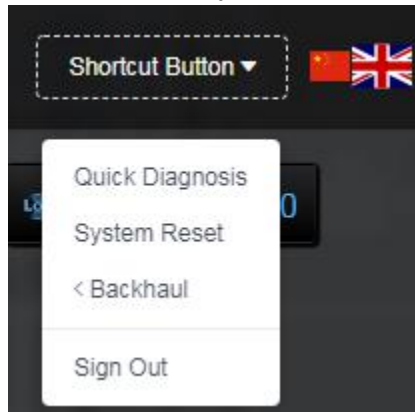 Shortcut Button ▾
Quick Diagnosis
System Reset
< Backhaul
Sign Out